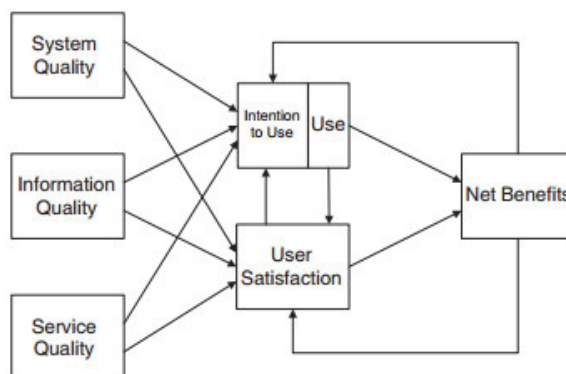 System
Quality
Intention
to Use
Use
Information
Quality
Net Benefits
User
Satisfaction
Service
Quality